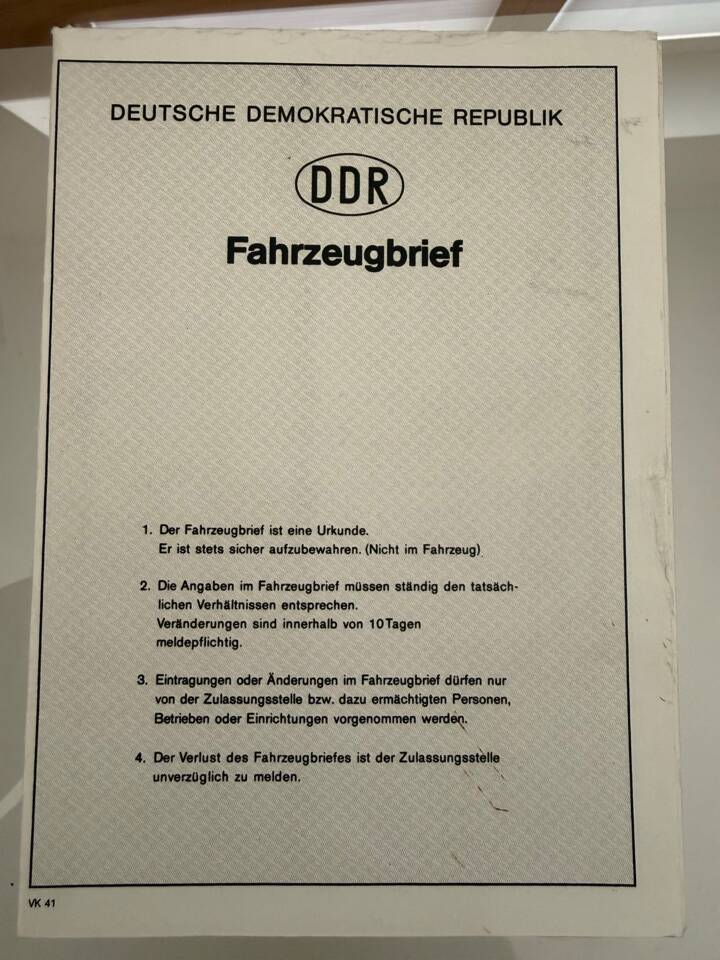 DEUTSCHE DEMOKRATISCHE REPUBLIK
DDR
Fahrzeugbrief
1. Der Fahrzeugbrief ist eine Urkunde.
Er ist stets sicher aufzubewahren. (Nicht im Fahrzeug)
2. Die Angaben im Fahrzeugbrief müssen ständig den tatsäch-
lichen Verhältnissen entsprechen.
Veränderungen sind innerhalb von 10 Tagen
meldepflichtig.
3. Eintragungen oder Änderungen im Fahrzeugbrief dürfen nur
von der Zulassungsstelle bzw. dazu ermächtigten Personen,
Betrieben oder Einrichtungen vorgenommen werden.
4. Der Verlust des Fahrzeugbriefes ist der Zulassungsstelle
unverzüglich zu melden.
VK 41